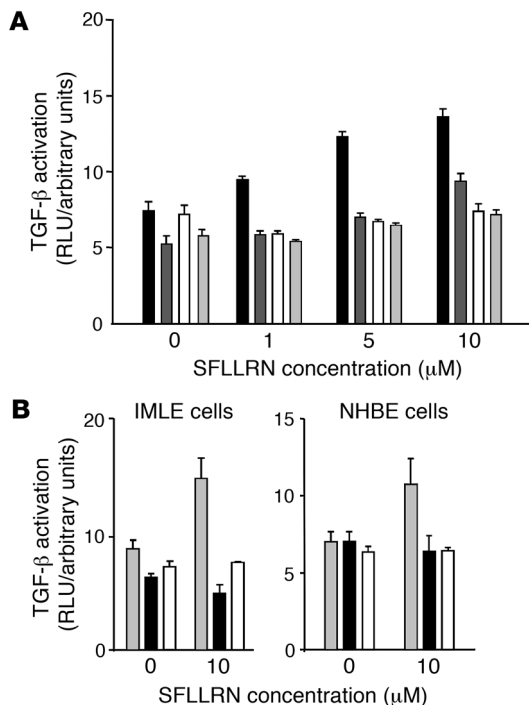 A
TGF-β activation
(RLU/arbitrary units)
20
15
10
5
0
0 1 5 10
SFLLRN concentration (μM)
B
IMLE cells NHBE cells
TGF-β activation
(RLU/arbitrary units)
20
10
0
15
10
5
0
0 10 0 10
SFLLRN concentration (μM)